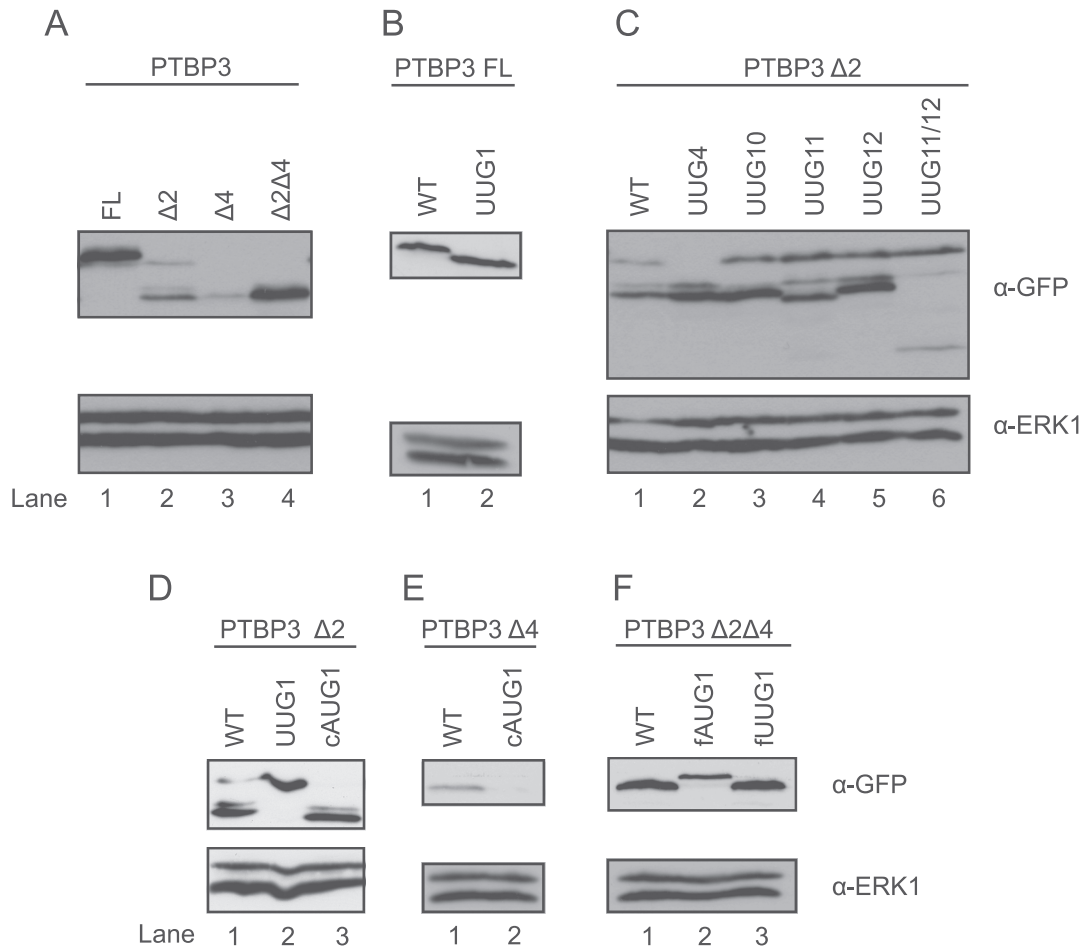 A B C
PTBP3 PTBP3 FL PTBP3 Δ2
FL Δ2 Δ4 Δ2Δ4 WT UUG1 WT UUG4 UUG10 UUG11 UUG12 UUG11/12
α-GFP
α-ERK1
Lane 1 2 3 4 1 2 1 2 3 4 5 6
D E F
PTBP3 Δ2 PTBP3 Δ4 PTBP3 Δ2Δ4
WT UUG1 cAUG1 WT cAUG1 WT fAUG1 fUUG1
α-GFP
α-ERK1
Lane 1 2 3 1 2 1 2 3